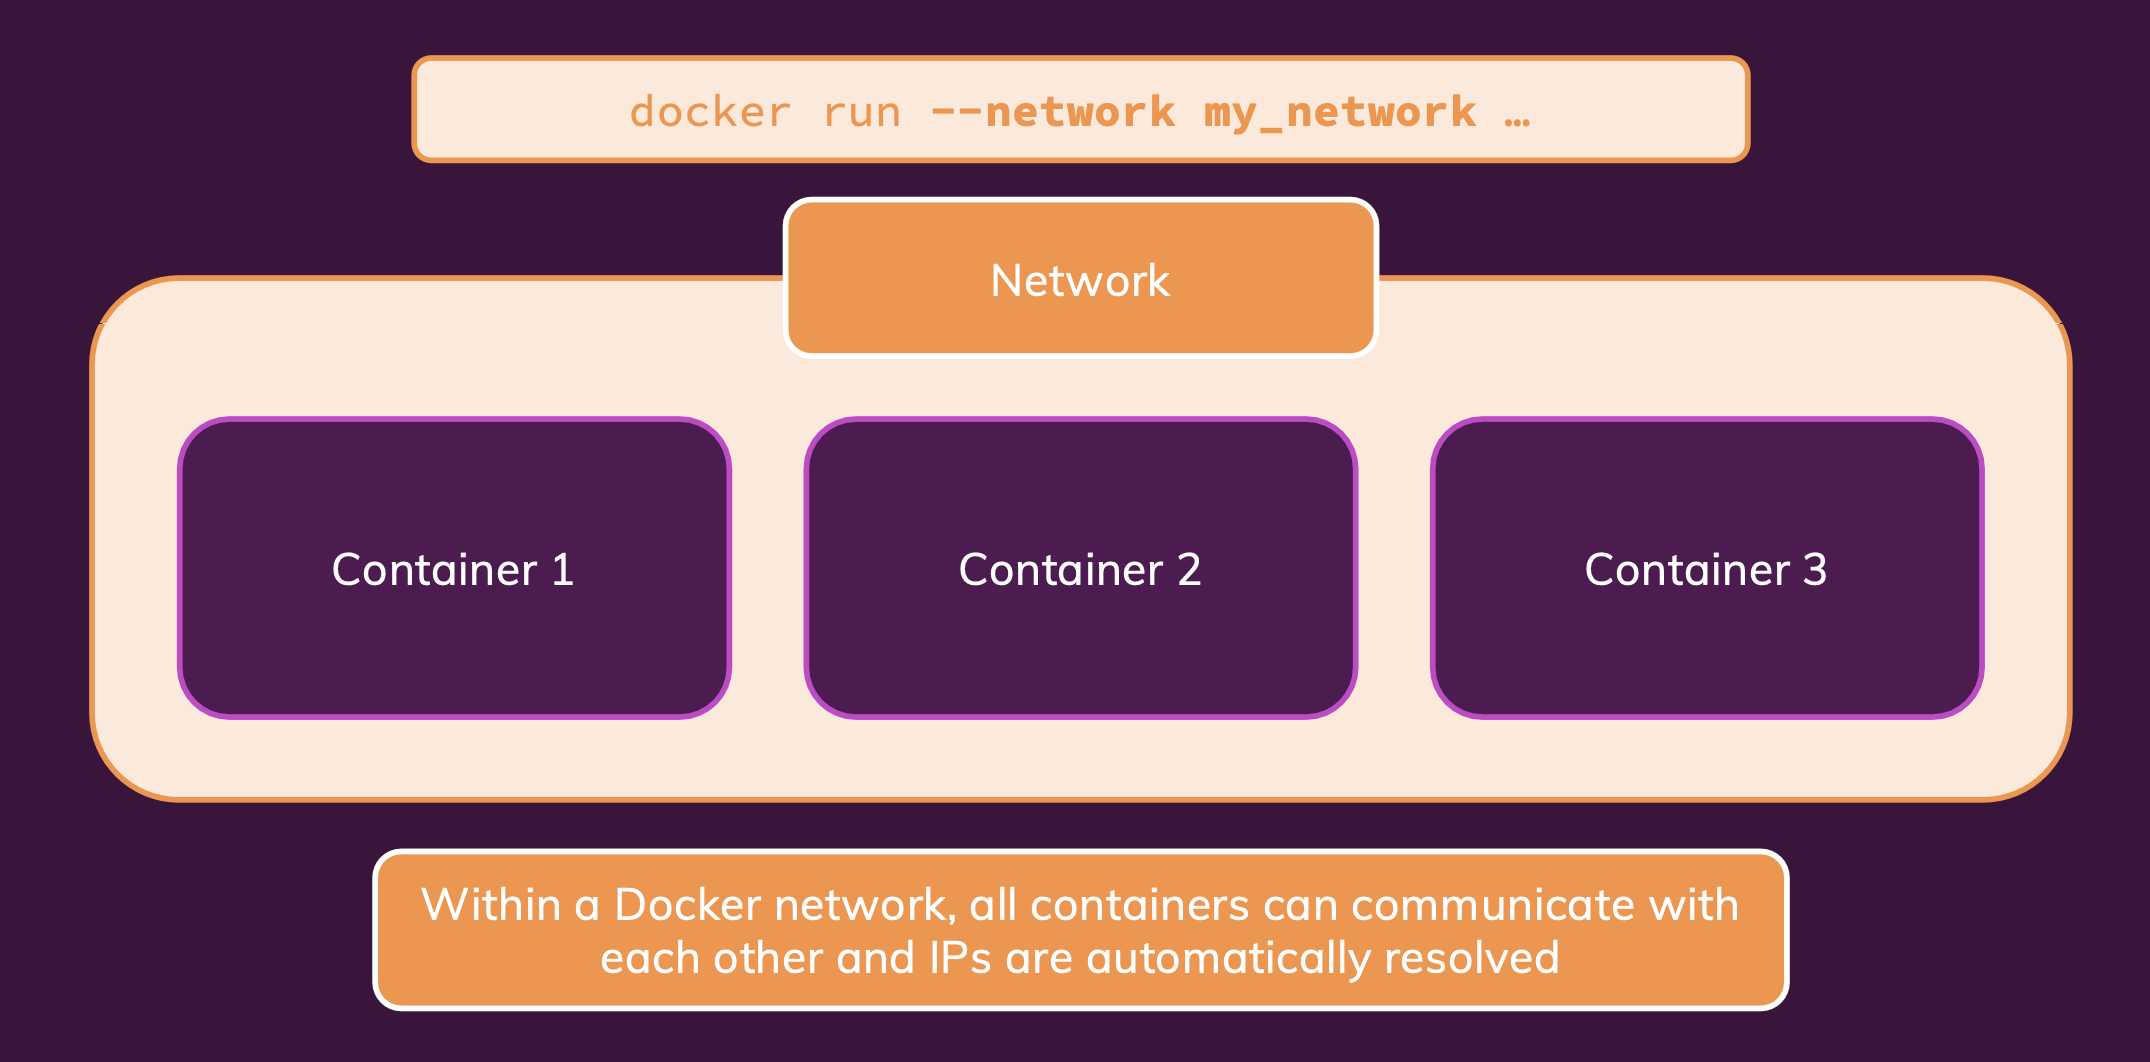 docker run --network my_network …
Network
Container 1
Container 2
Container 3
Within a Docker network, all containers can communicate with
each other and IPs are automatically resolved